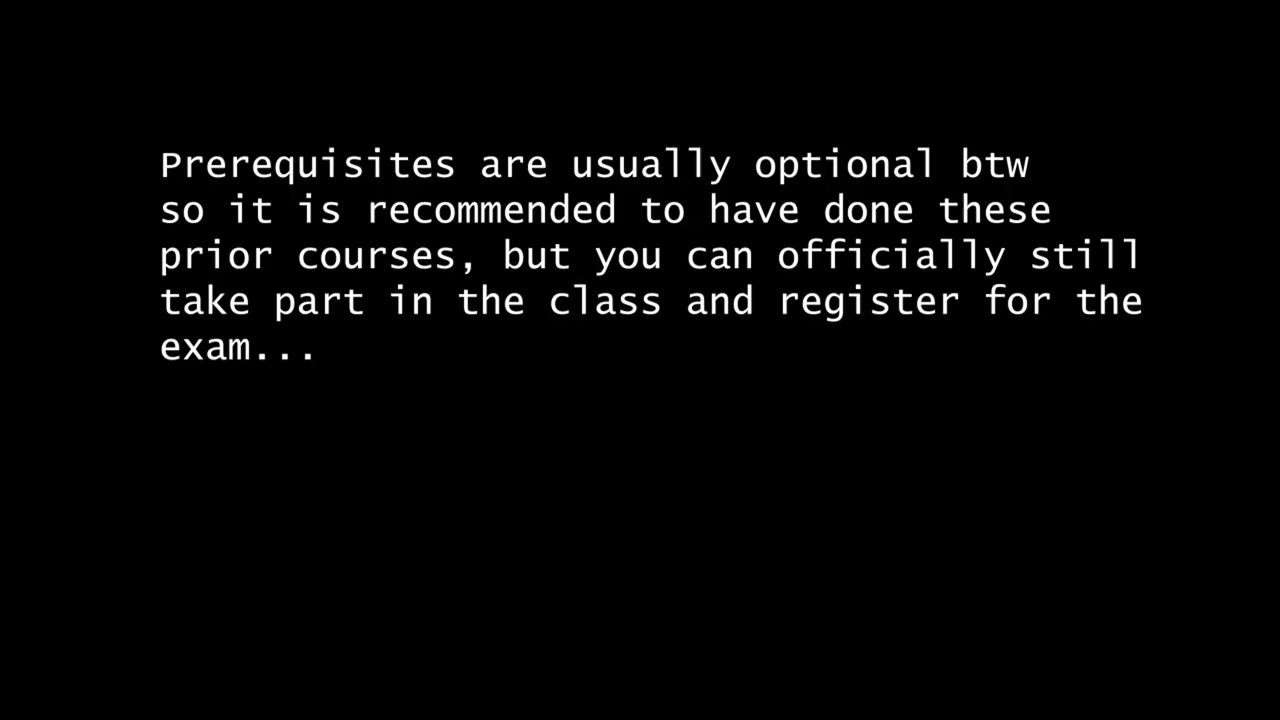 Prerequisites are usually optional btw
so it is recommended to have done these
prior courses, but you can officially still
take part in the class and register for the
exam...